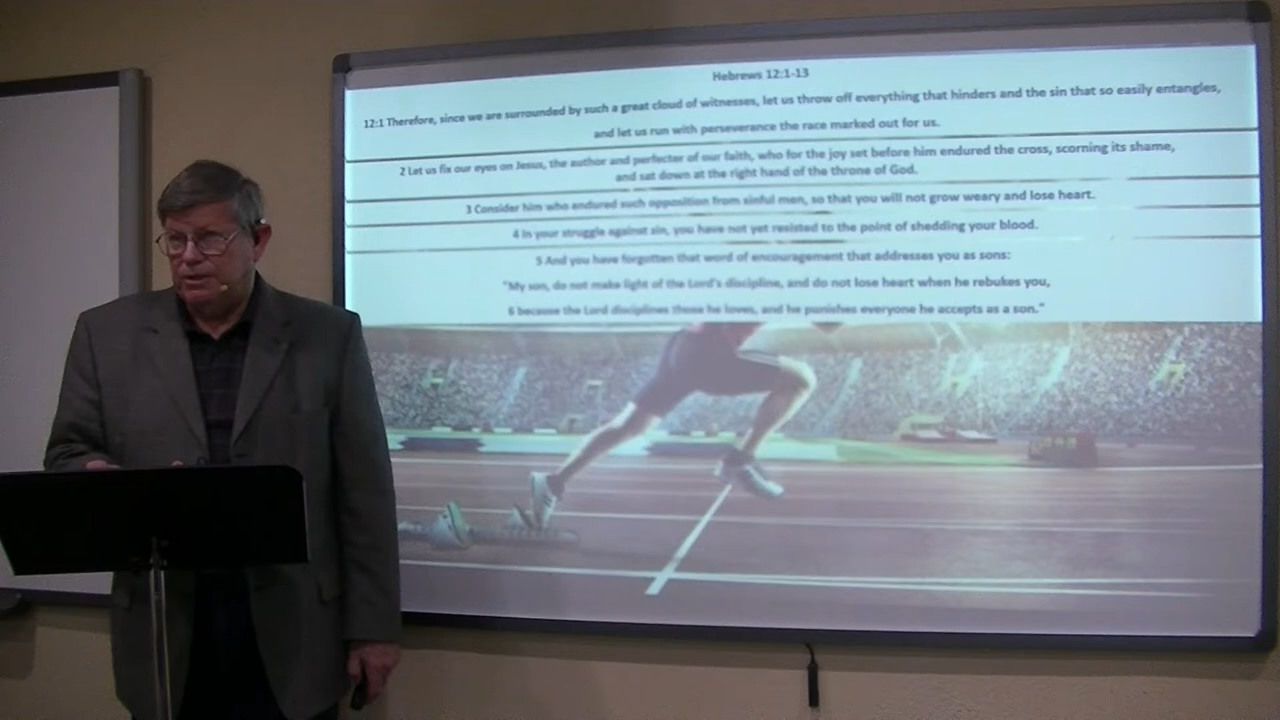 Hebrews 12:1-13
12:1 Therefore, since we are surrounded by such a great cloud of witnesses, let us throw off everything that hinders and the sin that so easily entangles,
and let us run with perseverance the race marked out for us.
2 Let us fix our eyes on Jesus, the author and perfecter of our faith, who for the joy set before him endured the cross, scorning its shame,
and sat down at the right hand of the throne of God.
3 Consider him who endured such opposition from sinful men, so that you will not grow weary and lose heart.
4 In your struggle against sin, you have not yet resisted to the point of shedding your blood.
5 And you have forgotten that word of encouragement that addresses you as sons:
"My son, do not make light of the Lord's discipline, and do not lose heart when he rebukes you,
6 because the Lord disciplines those he loves, and he punishes everyone he accepts as a son."